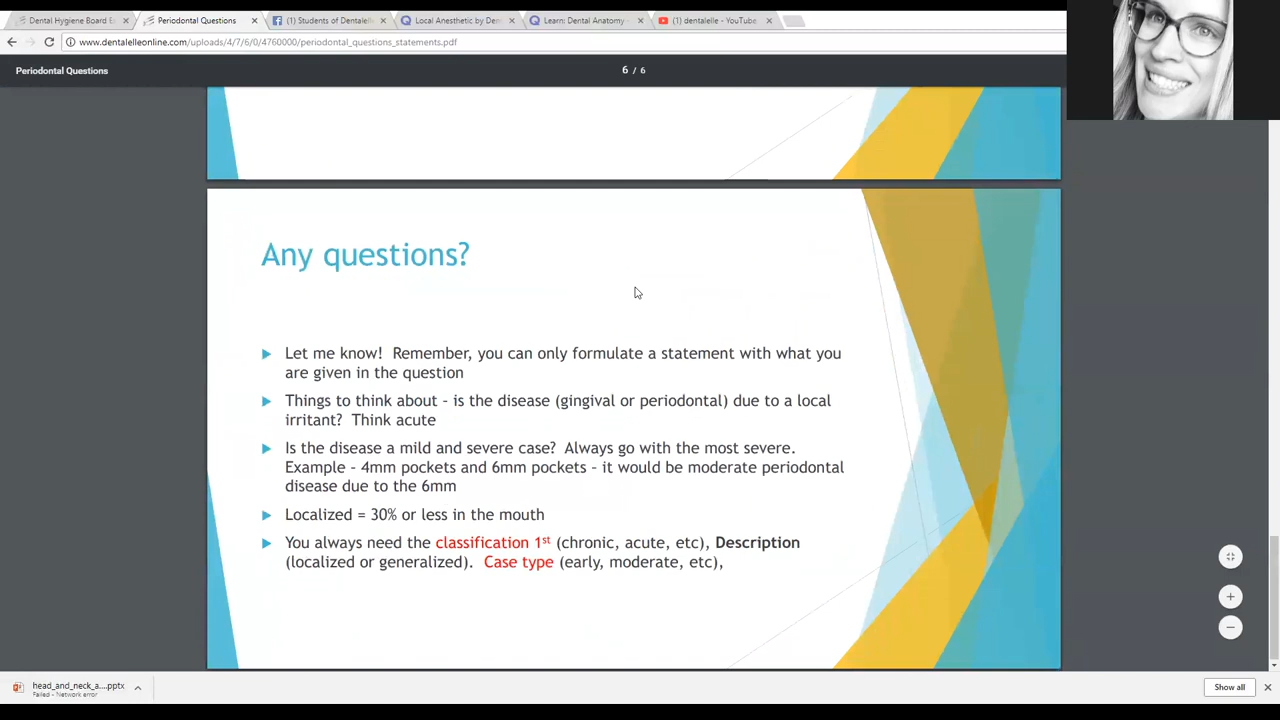 Dental Hygiene Board E
Periodontal Questions
(1) Students of Dentalelle
Local Anesthetic by Den
Learn: Dental Anatomy -
(1) dentalelle - YouTube
www.dentalelleonline.com/uploads/4/7/6/0/4760000/periodontal_questions_statements.pdf
Periodontal Questions
6 / 6
Any questions?
Let me know! Remember, you can only formulate a statement with what you
are given in the question
Things to think about - is the disease (gingival or periodontal) due to a local
irritant? Think acute
Is the disease a mild and severe case? Always go with the most severe.
Example - 4mm pockets and 6mm pockets - it would be moderate periodontal
disease due to the 6mm
Localized = 30% or less in the mouth
You always need the classification 1st (chronic, acute, etc), Description
(localized or generalized). Case type (early, moderate, etc),
head_and_neck_a....pptx
Failed - Network error
Show all